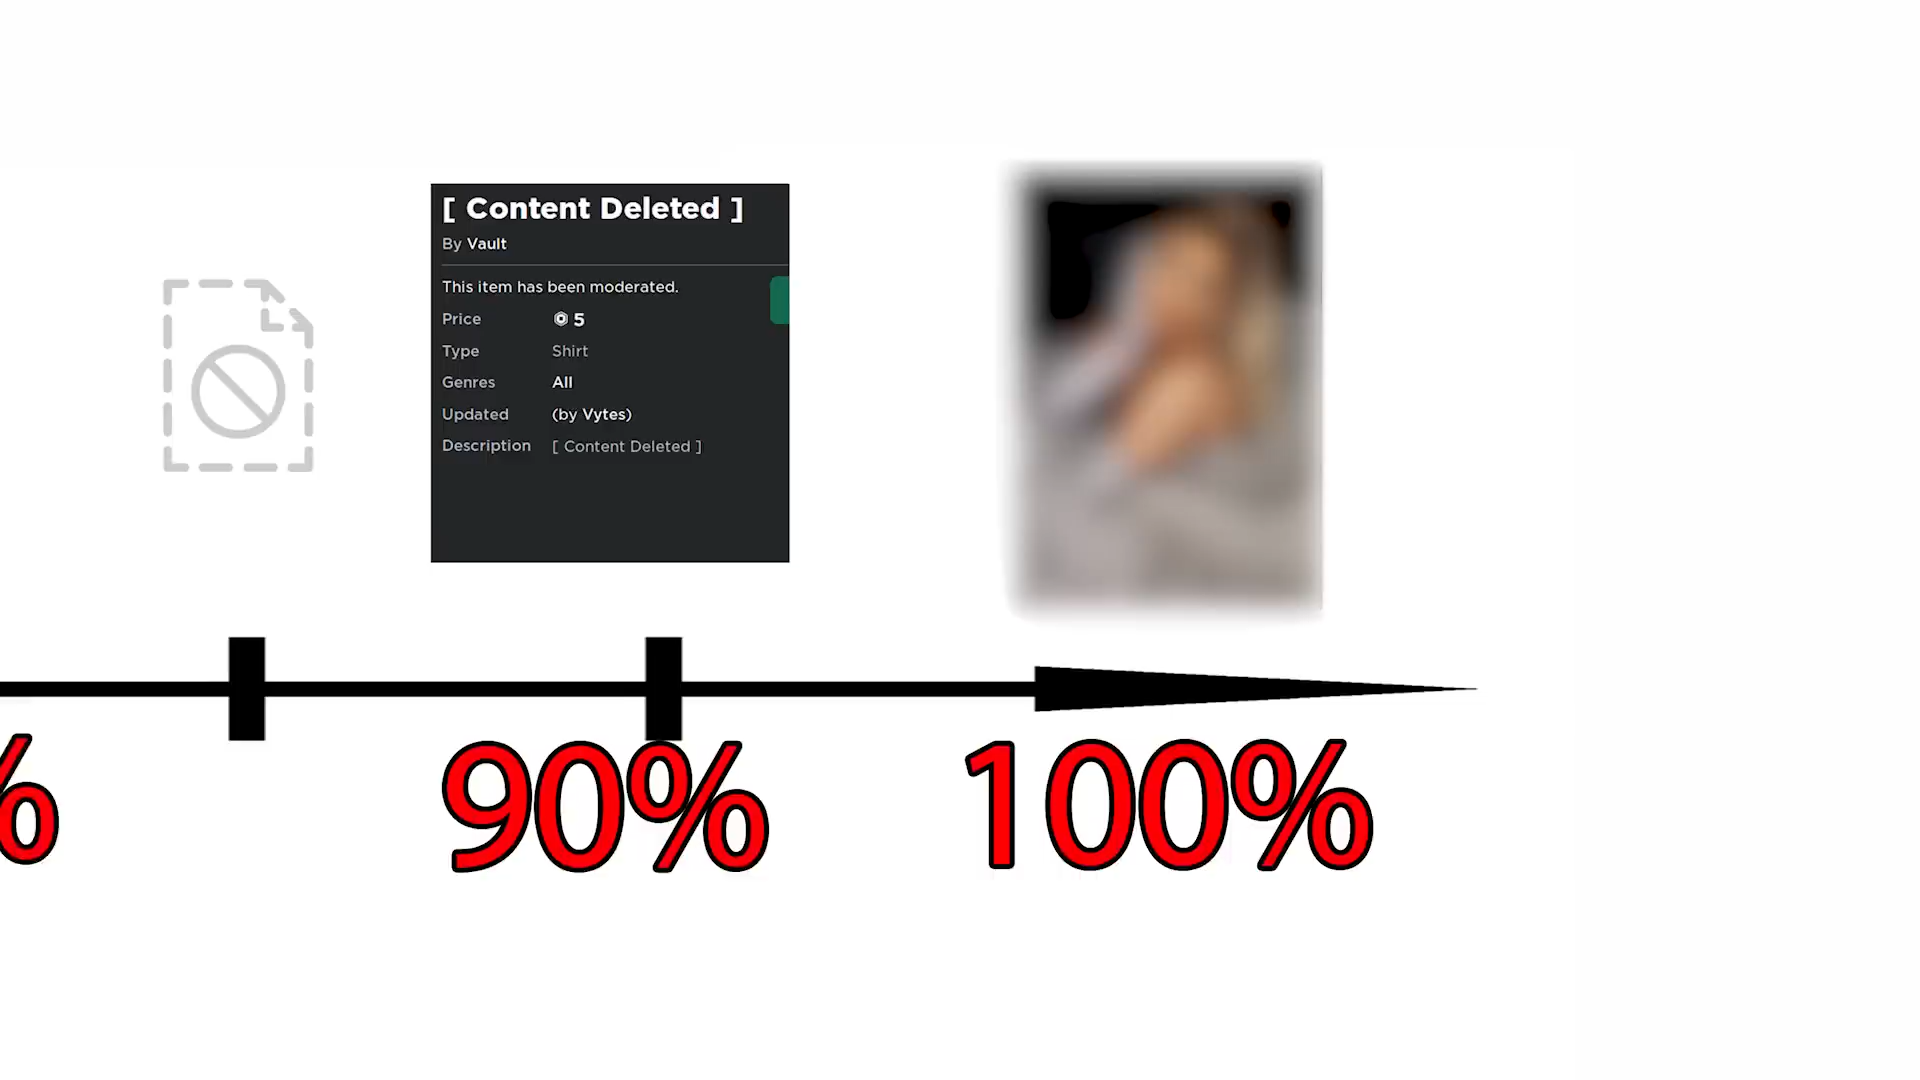 [ Content Deleted ]
By Vault
This item has been moderated.
Price 5
Type Shirt
Genres All
Updated (by Vytes)
Description [ Content Deleted ]
% 90% 100%